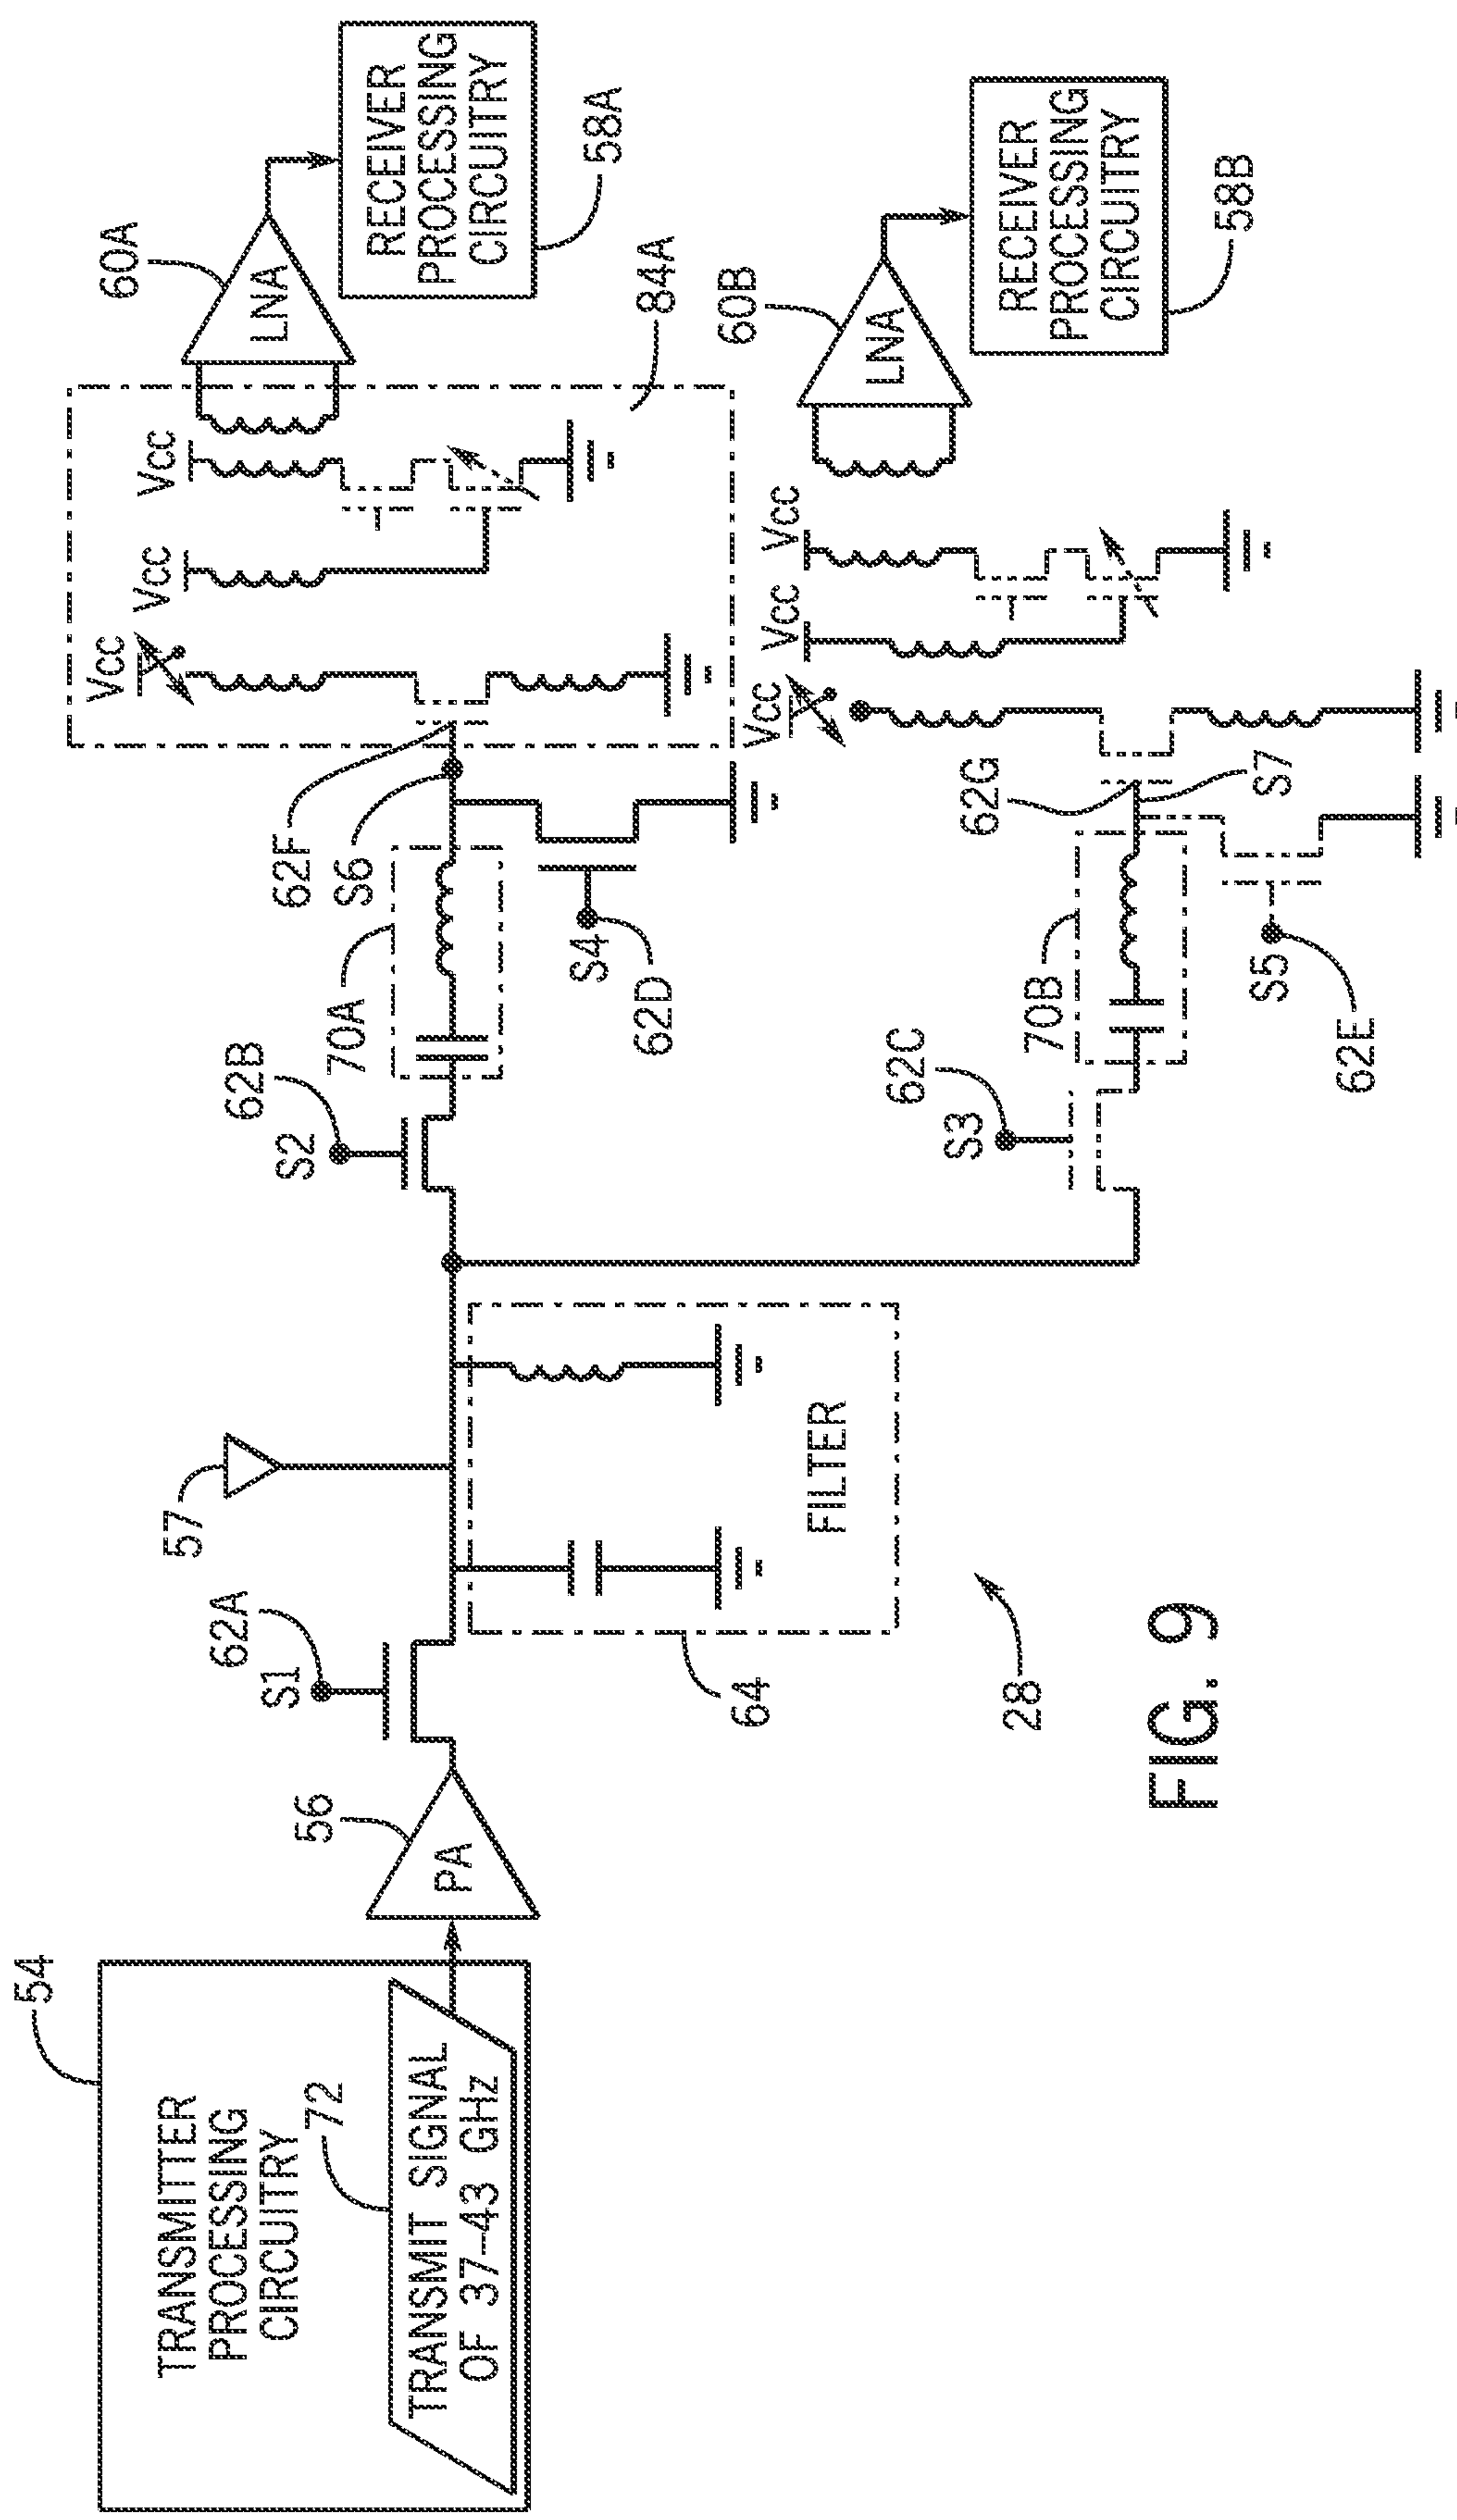 54
TRANSMITTER
PROCESSING
CIRCUITRY
72
TRANSMIT SIGNAL
OF 37-43 GHz
56
PA
62A
S1
57
64
FILTER
28
62B
S2
70A
62F
S6
S4
62D
Vcc
Vcc
Vcc
84A
60A
LNA
RECEIVER
PROCESSING
CIRCUITRY
58A
62C
S3
70B
62G
S7
S5
62E
Vcc
Vcc
Vcc
60B
LNA
RECEIVER
PROCESSING
CIRCUITRY
58B
FIG. 9